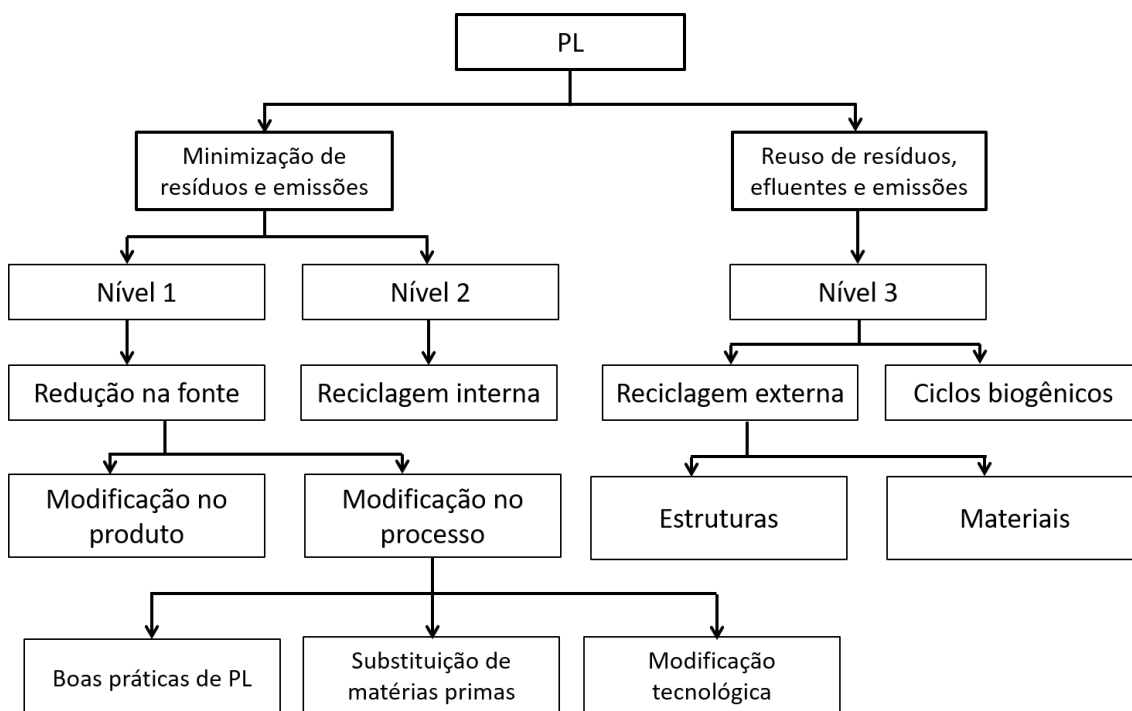 PL
Minimização de
resíduos e emissões
Reuso de resíduos,
efluentes e emissões
Nível 1
Nível 2
Nível 3
Redução na fonte
Reciclagem interna
Reciclagem externa
Ciclos biogênicos
Modificação no
produto
Modificação no
processo
Estruturas
Materiais
Boas práticas de PL
Substituição de
matérias primas
Modificação
tecnológica